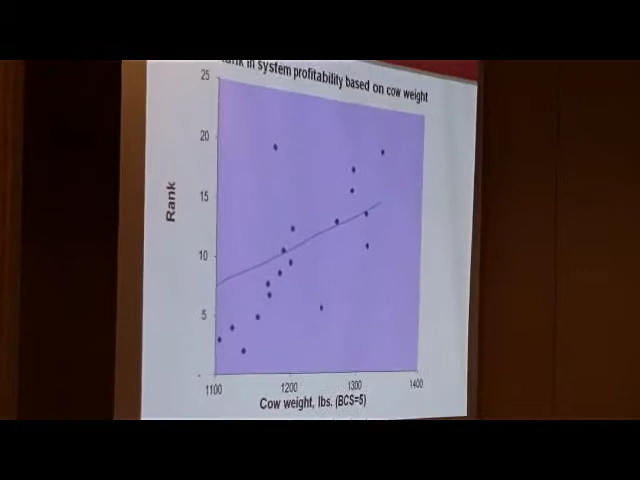 in system profitability based on cow weight
25
20
15
10
5
-
Rank
1100 1200 1300 1400
Cow weight, lbs. (BCS=5)